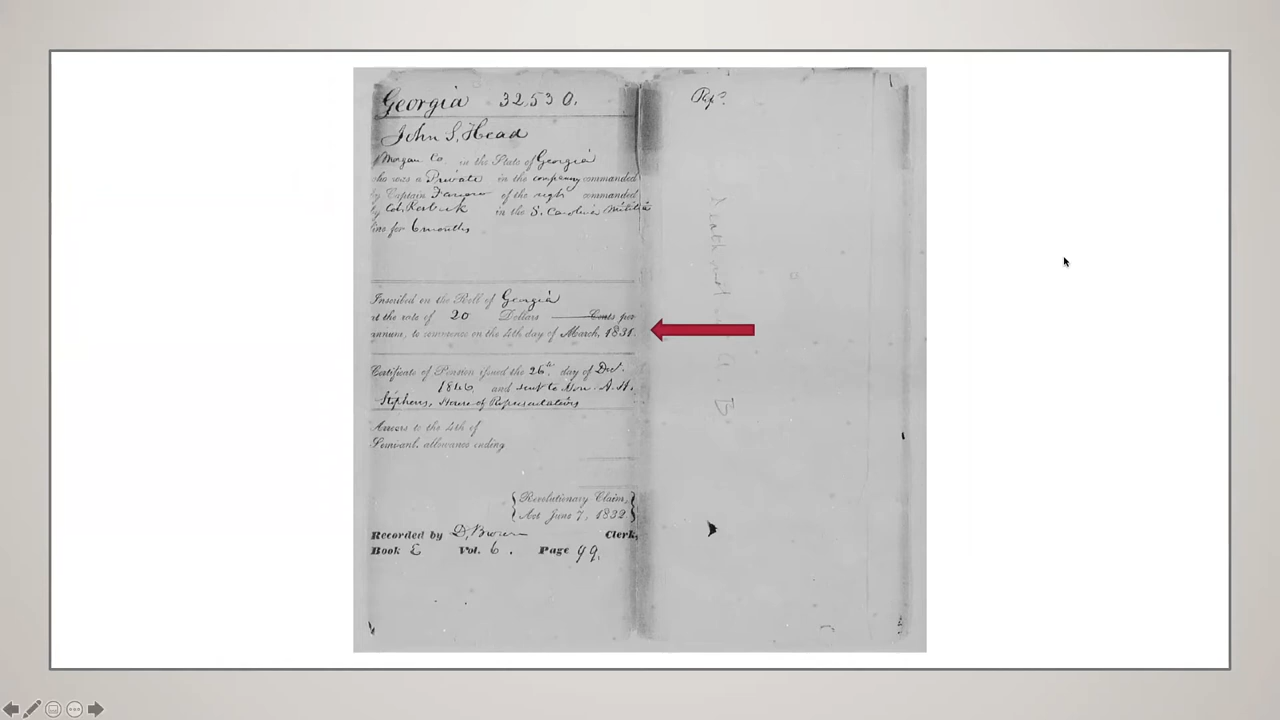 Georgia 32530.
John S. Head
Morgan Co in the State of Georgia
ho was a Private in the company commanded
by Captain of the regt commanded
by Col. in the S. Carolina Militia
ine for 6 months
Inscribed on the Roll of Georgia
at the rate of 20 Dollars Cents per
annum, to commence on the 4th day of March, 1831.
Certificate of Pension issued the 26th day of Dec.
1846 and sent to Hon. A. H.
Stephens, House of Representatives
Arrears to the 4th of
Semianl. allowance ending
{Revolutionary Claim,}
{Act June 7, 1832}
Recorded by D. Brown Clerk,
Book E Vol. 6. Page 99.
Death not
B